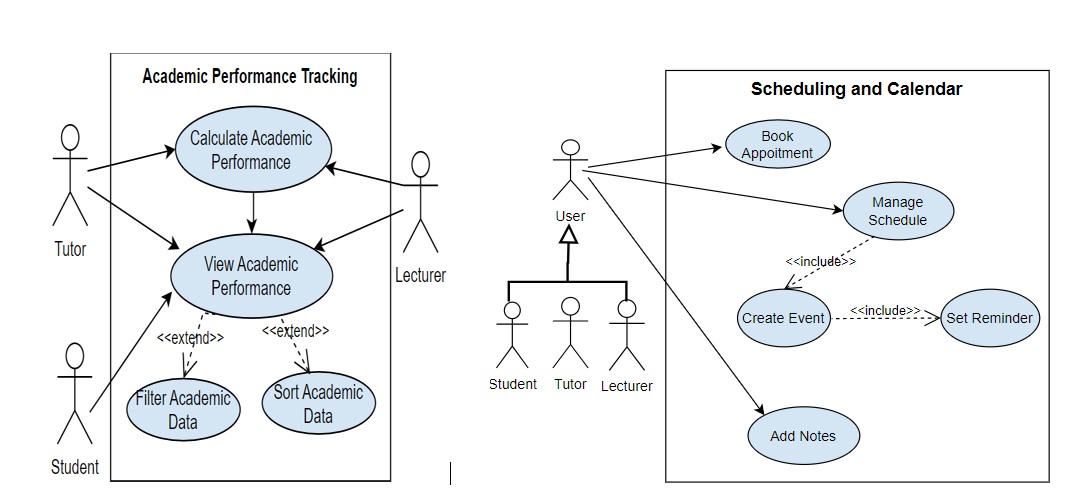 Academic Performance Tracking
Calculate Academic
Performance
Tutor
Lecturer
View Academic
Performance
<<extend>>
<<extend>>
Filter Academic
Data
Sort Academic
Data
Student
Scheduling and Calendar
Book
Appoitment
Manage
Schedule
User
<<include>>
Create Event
<<include>>
Set Reminder
Student
Tutor
Lecturer
Add Notes